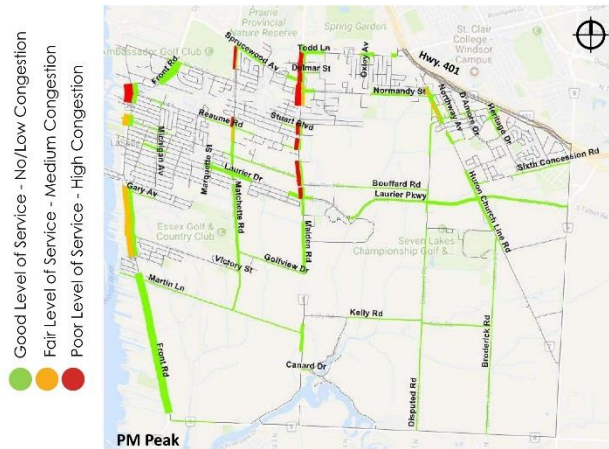 Good Level of Service - No/Low Congestion
Fair Level of Service - Medium Congestion
Poor Level of Service - High Congestion
Prairie Provincial
Nature Reserve
Spring Garden
St. Clair
College -
Windsor
Campus
Ambassador Golf Club
Sprucewood Av
Todd Ln
Front Rd
Delmar St
Hwy. 401
Normandy St
Northway Av
D'Amore Dr
Heritage Dr
Reaume Rd
Stuart Blvd
Michigan Av
Sixth Concession Rd
Marquette St
Laurier Dr
Matchette Rd
Bouffard Rd
Laurier Pkwy
Gary Av
Huron Church Line Rd
Essex Golf &
Country Club
Malden Rd
Seven Lakes
Championship Golf &...
Victory St
Golfview Dr
Martin Ln
Kelly Rd
Front Rd
Canard Dr
Disputed Rd
Broderick Rd
PM Peak